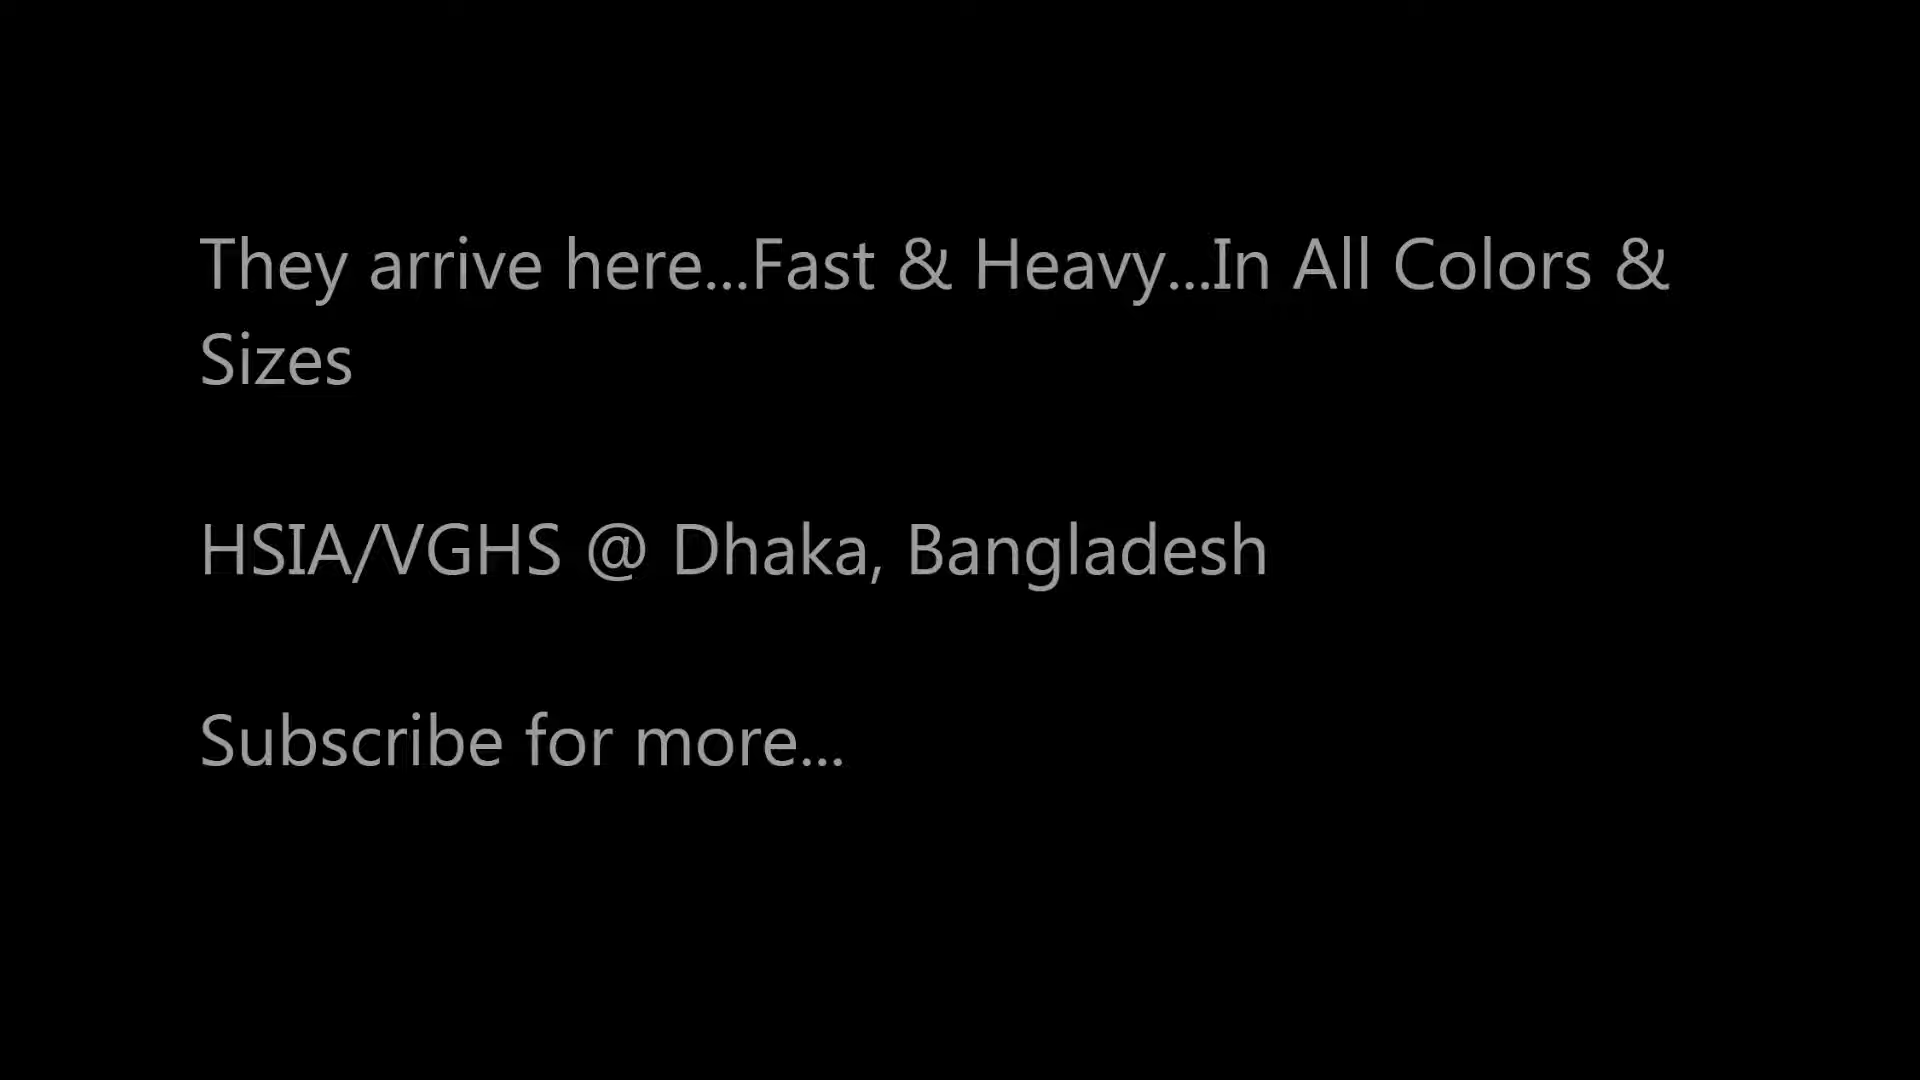 They arrive here...Fast & Heavy...In All Colors &
Sizes
HSIA/VGHS @ Dhaka, Bangladesh
Subscribe for more...